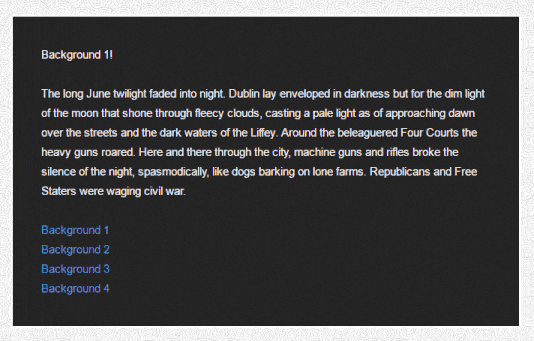 Background 1!
The long June twilight faded into night. Dublin lay enveloped in darkness but for the dim light
of the moon that shone through fleecy clouds, casting a pale light as of approaching dawn
over the streets and the dark waters of the Liffey. Around the beleaguered Four Courts the
heavy guns roared. Here and there through the city, machine guns and rifles broke the
silence of the night, spasmodically, like dogs barking on lone farms. Republicans and Free
Staters were waging civil war.
Background 1
Background 2
Background 3
Background 4